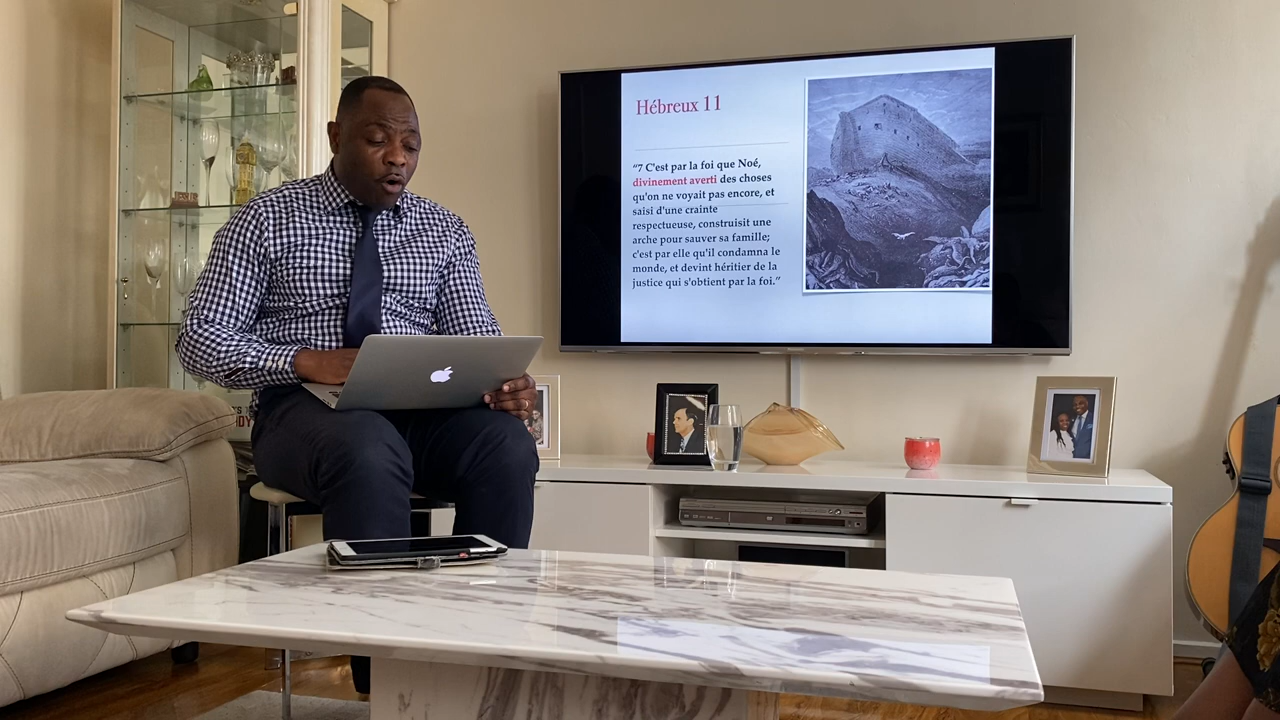 Hébreux 11
“7 C'est par la foi que Noé,
divinement averti des choses
qu'on ne voyait pas encore, et
saisi d'une crainte
respectueuse, construisit une
arche pour sauver sa famille;
c'est par elle qu'il condamna le
monde, et devint héritier de la
justice qui s'obtient par la foi.”